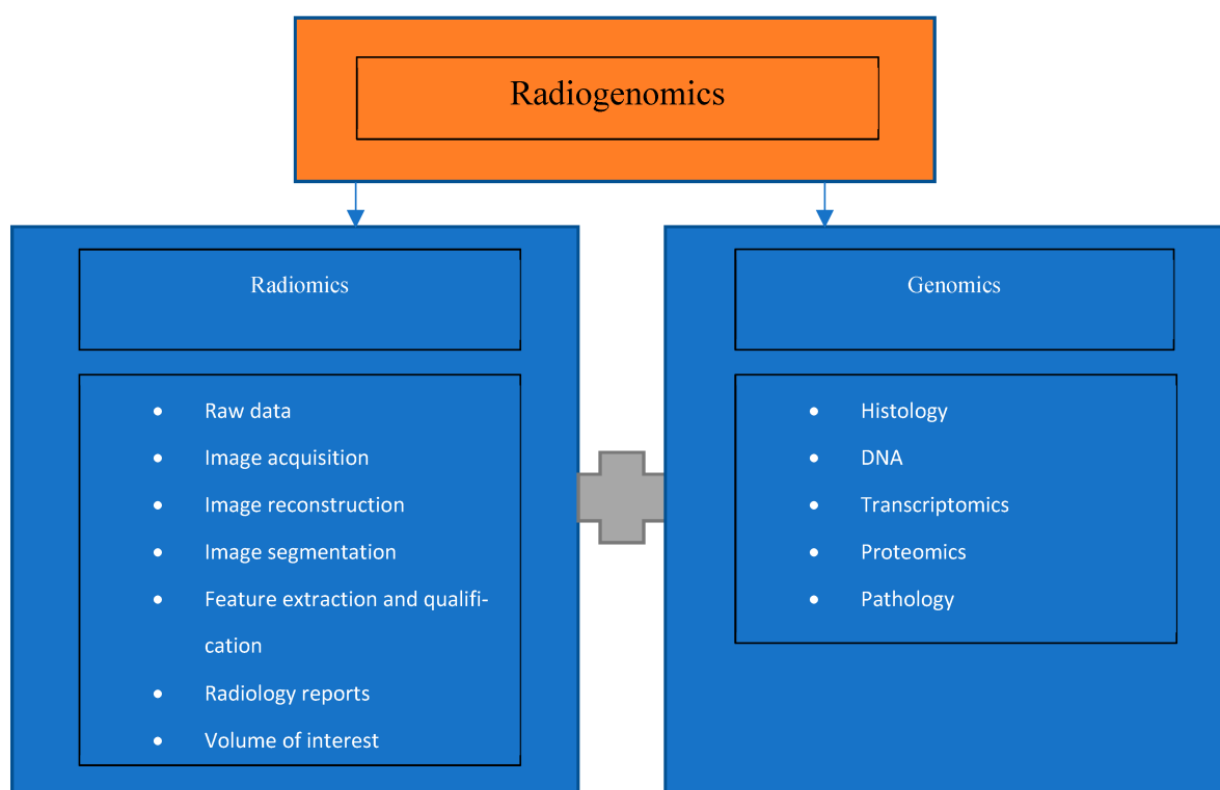 Radiogenomics
Radiomics
• Raw data
• Image acquisition
• Image reconstruction
• Image segmentation
• Feature extraction and qualifi-
cation
• Radiology reports
• Volume of interest
Genomics
• Histology
• DNA
• Transcriptomics
• Proteomics
• Pathology